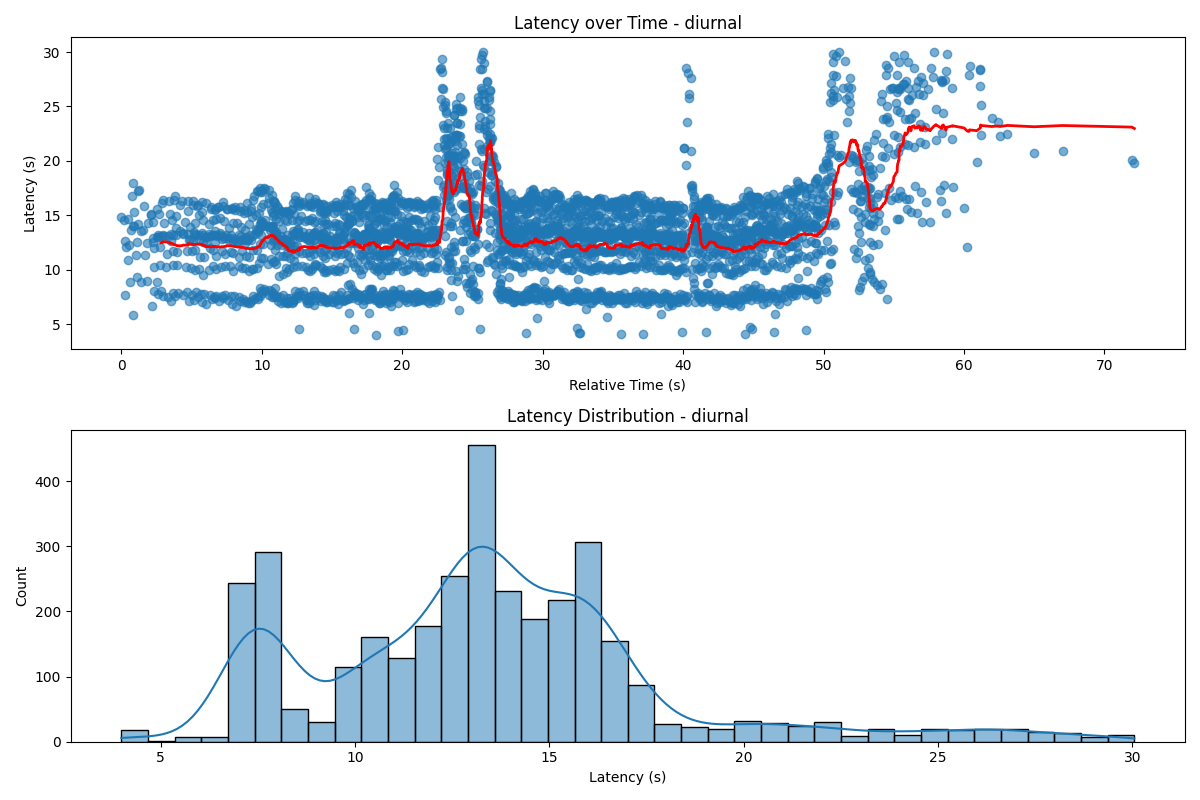 Latency over Time - diurnal
Latency (s)
30
25
20
15
10
5
0 10 20 30 40 50 60 70
Relative Time (s)
Latency Distribution - diurnal
Count
400
300
200
100
0
5 10 15 20 25 30
Latency (s)